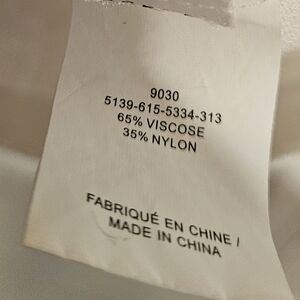 9030
5139-615-5334-313
65% VISCOSE
35% NYLON
FABRIQUÉ EN CHINE /
MADE IN CHINA